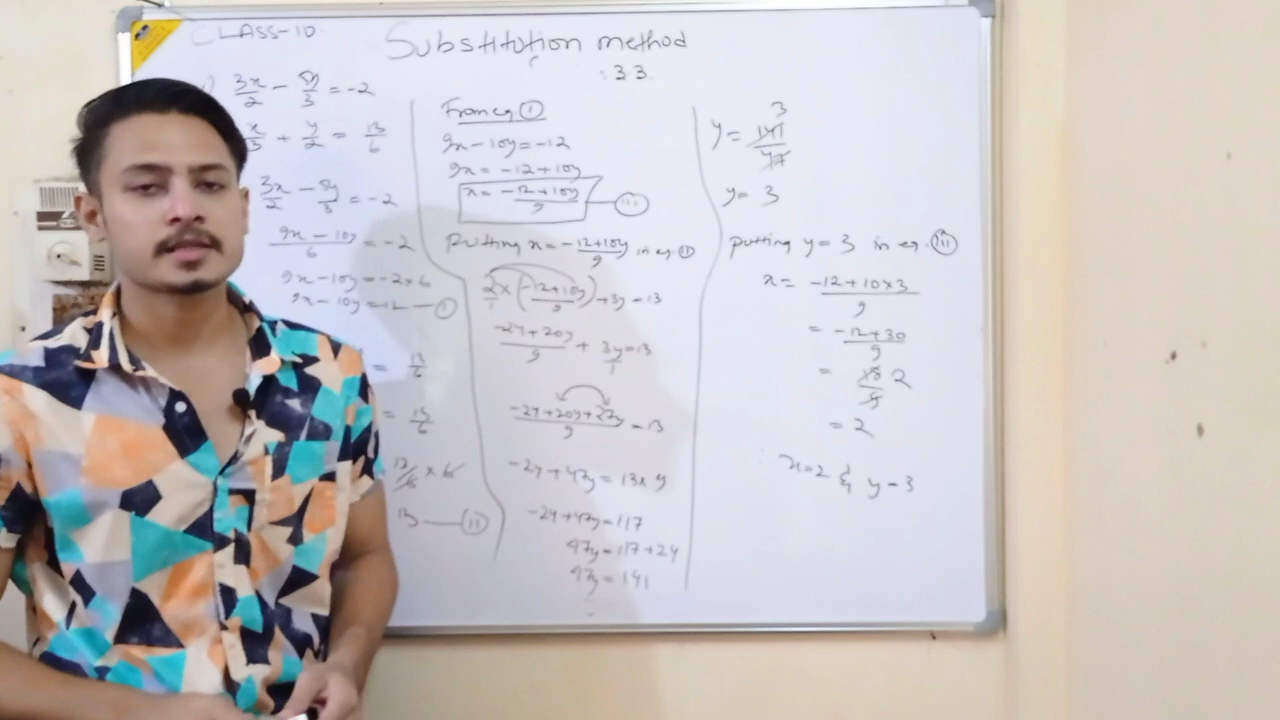 CLASS-10
Substitution method
: 3.3.
3x/2 - 5y/3 = -2
x/3 + y/2 = 13/6
3x/2 - 5y/3 = -2
9x - 10y/6 = -2
9x - 10y = -2×6
9x - 10y = -12 — (i)
= 13/6
= 13/6
13/6 × 6
13 — (ii)
From eq (i)
9x - 10y = -12
9x = -12 + 10y
x = -12 + 10y/9 — (iii)
Putting x = -12+10y/9 in eq. (ii)
2/1 × (-12+10y/9) + 3y = 13
-24+20y/9 + 3y/1 = 13
-24+20y+27y/9 = 13
-24+47y = 13×9
-24+47y = 117
47y = 117+24
47y = 141
3
y = 141/47
y = 3
putting y = 3 in eq. (iii)
x = -12+10×3/9
= -12+30/9
= 18/9 2
= 2
x=2 & y=3